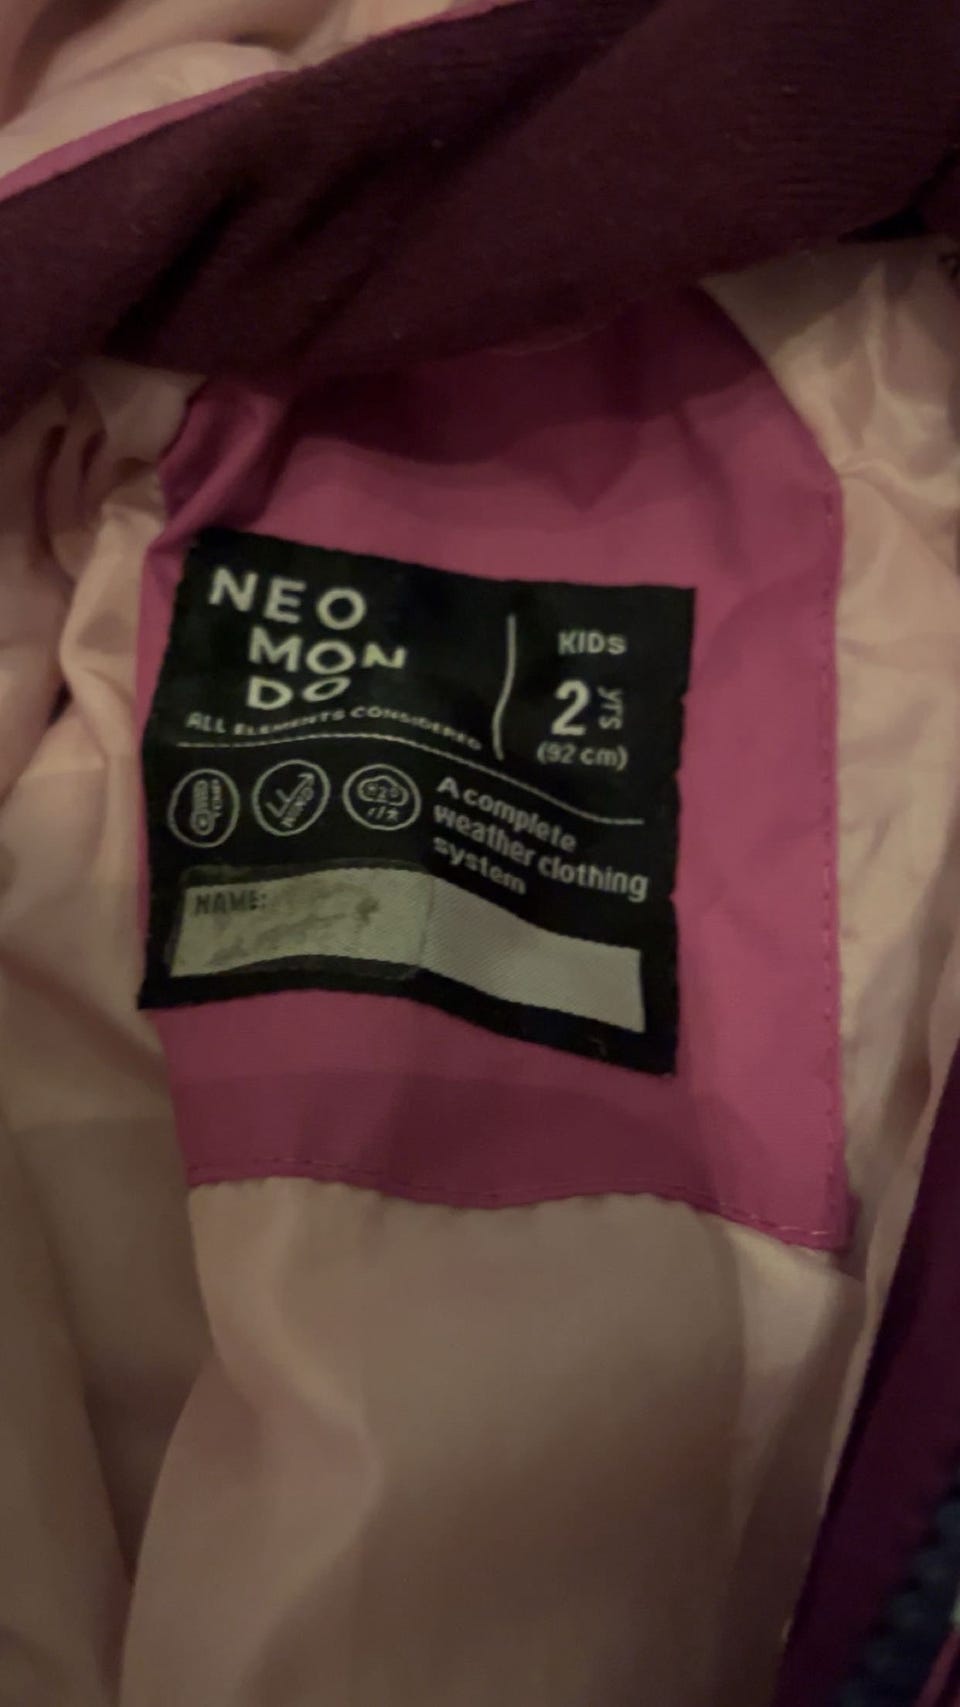 NEO
MON
DO
ALL ELEMENTS CONSIDERED
KIDS
2 yrs
(92 cm)
A complete
weather clothing
system
NAME: